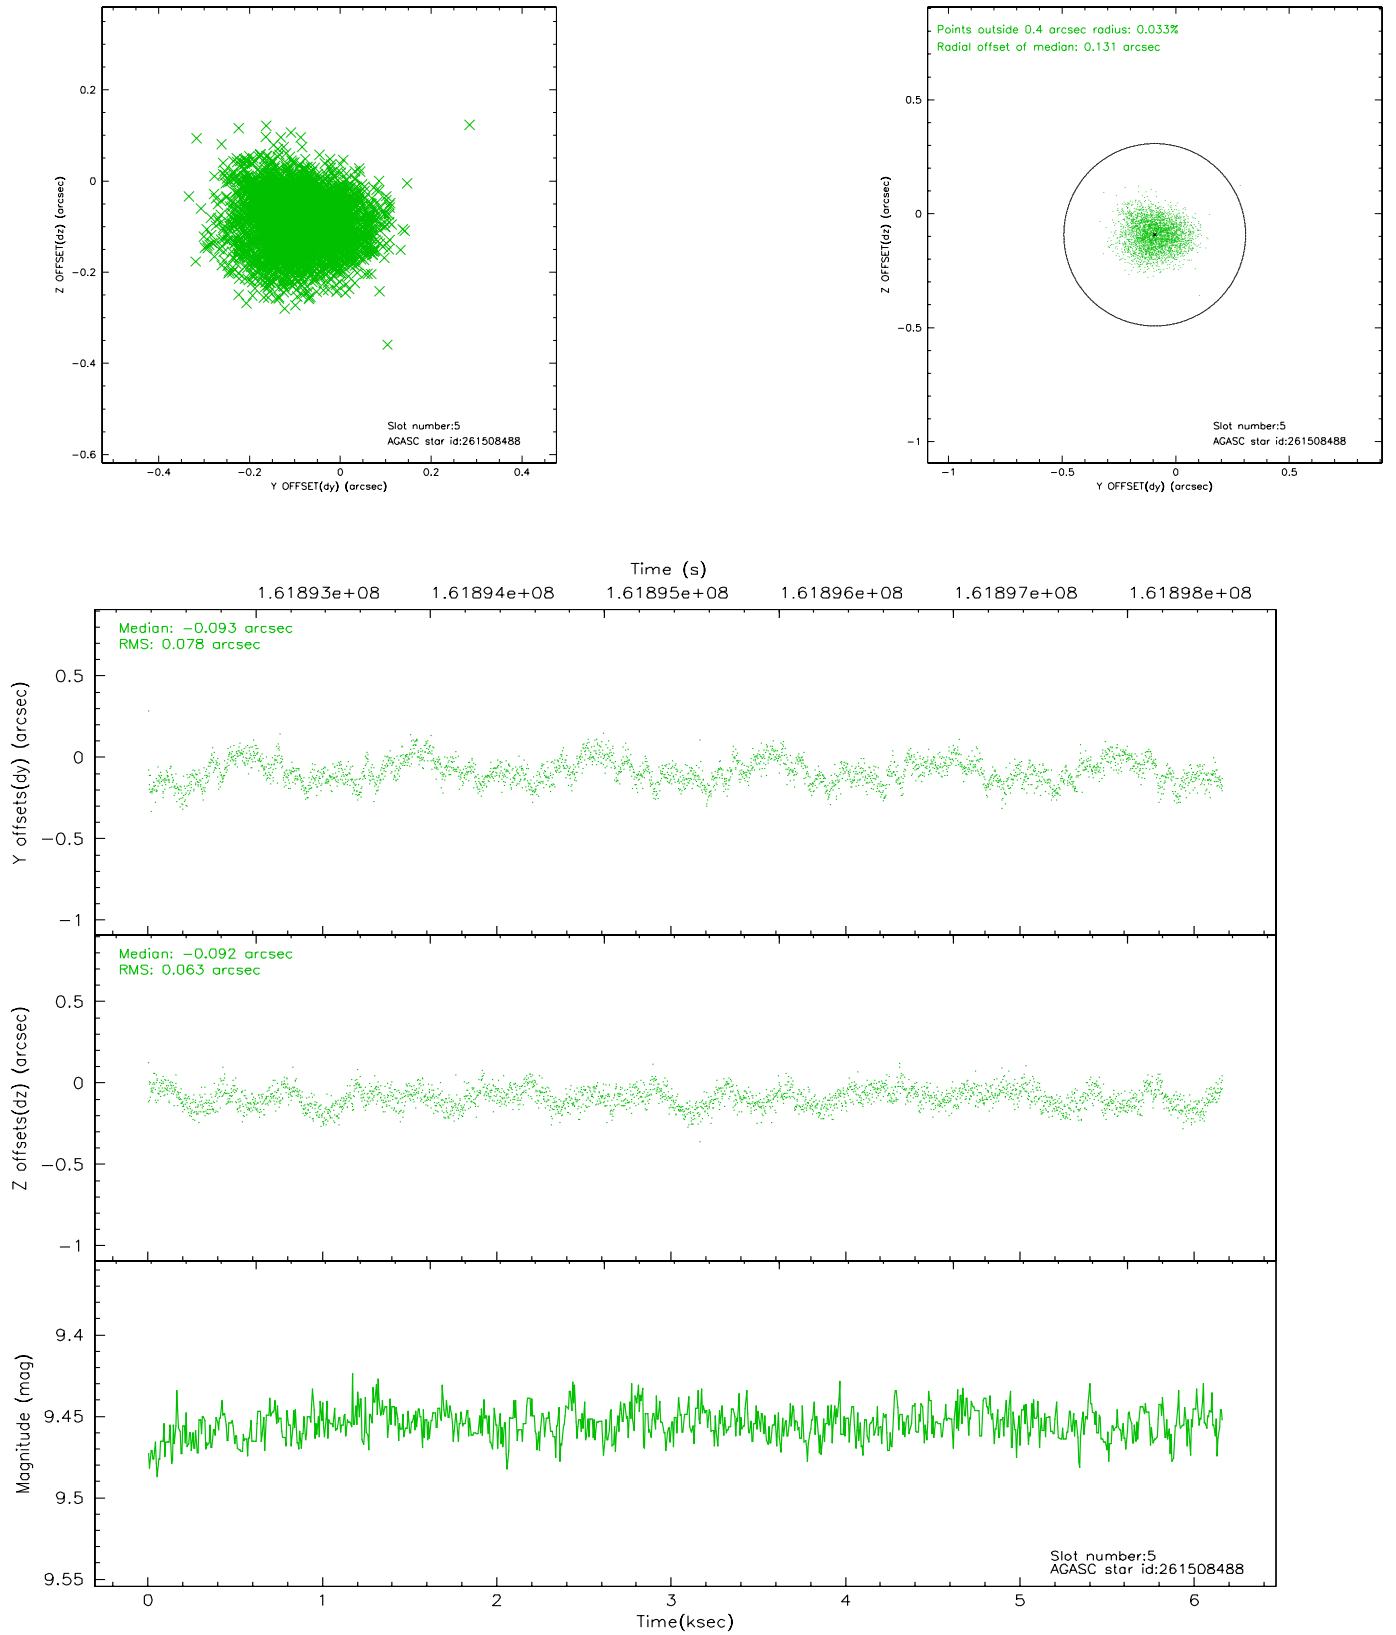 0.2
0
-0.2
-0.4
-0.6
Z OFFSET(dz) (arcsec)
Slot number:5
AGASC star id:261508488
-0.4
-0.2
0
0.2
0.4
Y OFFSET(dy) (arcsec)
Points outside 0.4 arcsec radius: 0.033%
Radial offset of median: 0.131 arcsec
0.5
0
-0.5
-1
Z OFFSET(dz) (arcsec)
Slot number:5
AGASC star id:261508488
-1
-0.5
0
0.5
Y OFFSET(dy) (arcsec)
Time (s)
1.61893e+08
1.61894e+08
1.61895e+08
1.61896e+08
1.61897e+08
1.61898e+08
Median: -0.093 arcsec
RMS: 0.078 arcsec
0.5
0
-0.5
-1
Y offsets(dy) (arcsec)
Median: -0.092 arcsec
RMS: 0.063 arcsec
0.5
0
-0.5
-1
Z offsets(dz) (arcsec)
9.4
9.45
9.5
9.55
Magnitude (mag)
Slot number:5
AGASC star id:261508488
0
1
2
3
4
5
6
Time(ksec)